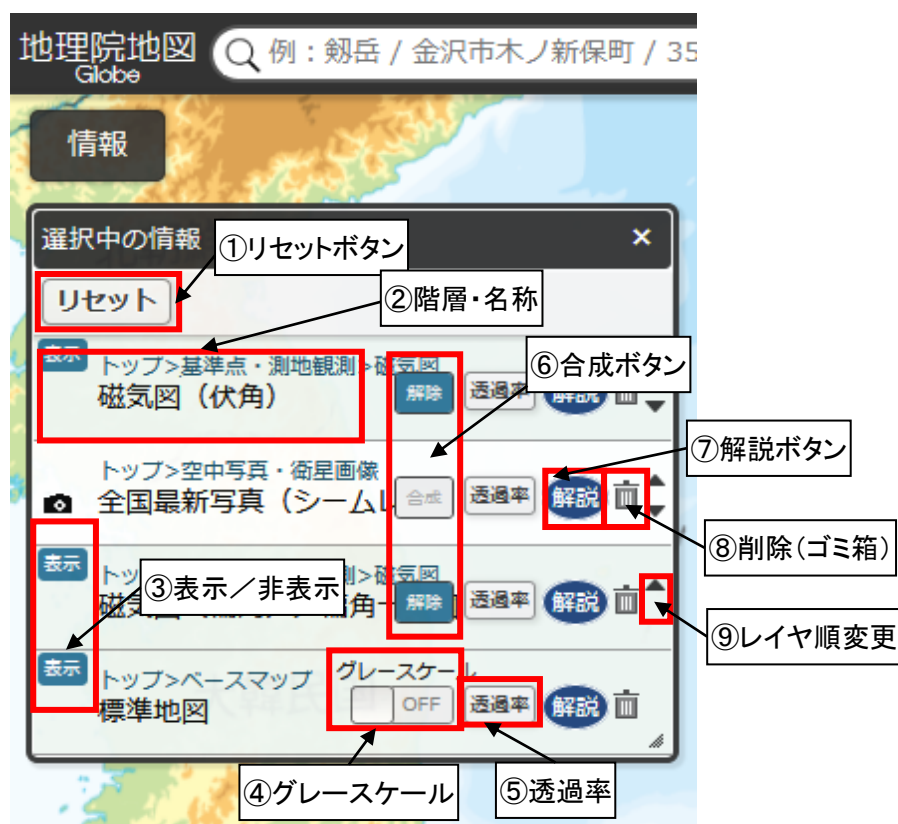 地理院地図
Globe
例：剱岳 / 金沢市木ノ新保町 / 35
情報
選択中の情報
×
①リセットボタン
リセット
②階層・名称
表示
トップ>基準点・測地観測>磁気図
磁気図（伏角）
解除
透過率
解説
⑥合成ボタン
⑦解説ボタン
トップ>空中写真・衛星画像
全国最新写真（シームレ
合成
透過率
解説
⑧削除（ゴミ箱）
表示
トッ
③表示／非表示
測>磁気図
磁気図
解除
透過率
解説
⑨レイヤ順変更
表示
トップ>ベースマップ
標準地図
グレースケール
OFF
透過率
解説
④グレースケール
⑤透過率